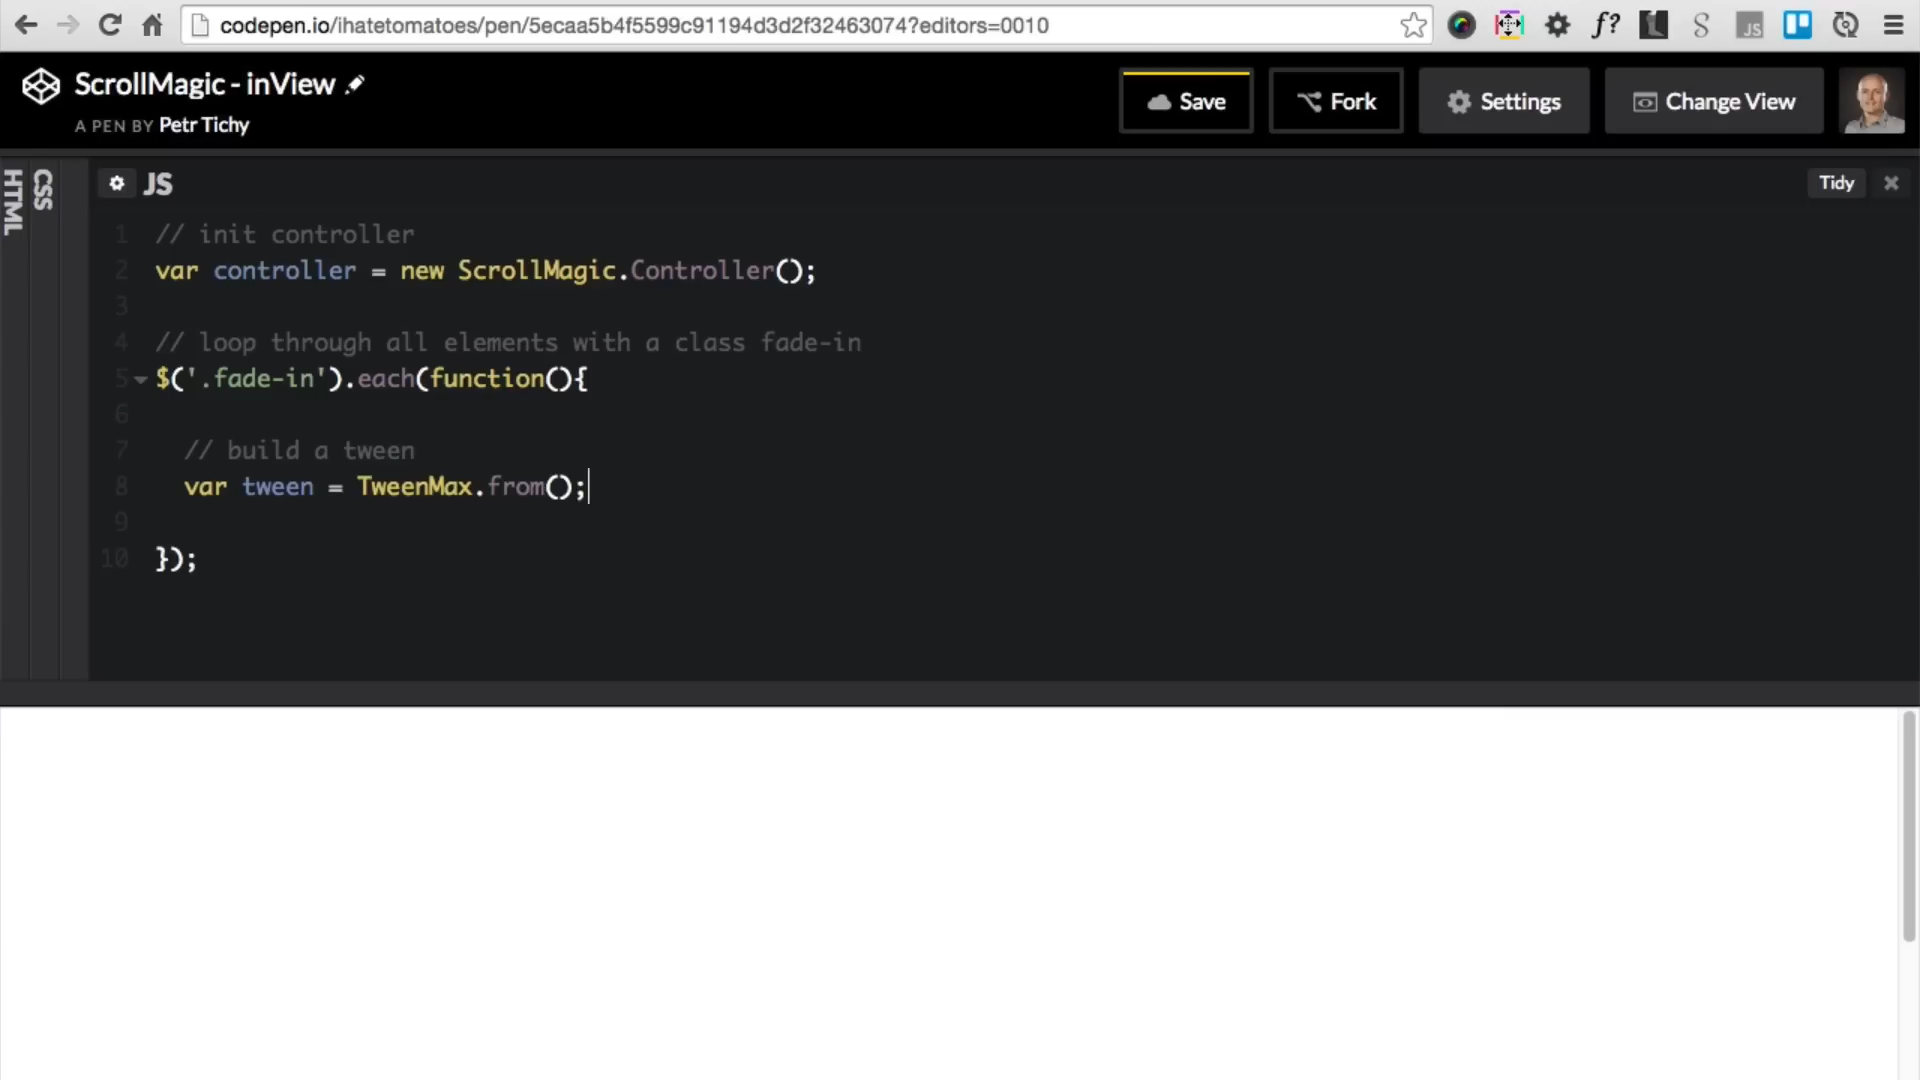 codepen.io/ihatetomatoes/pen/5ecaa5b4f5599c91194d3d2f32463074?editors=0010
f?
S
JS
ScrollMagic - inView
A PEN BY Petr Tichy
Save
Fork
Settings
Change View
HTML
CSS
JS
Tidy
1 // init controller
2 var controller = new ScrollMagic.Controller();
3
4 // loop through all elements with a class fade-in
5 $('.fade-in').each(function(){
6
7 // build a tween
8 var tween = TweenMax.from();
9
10 });